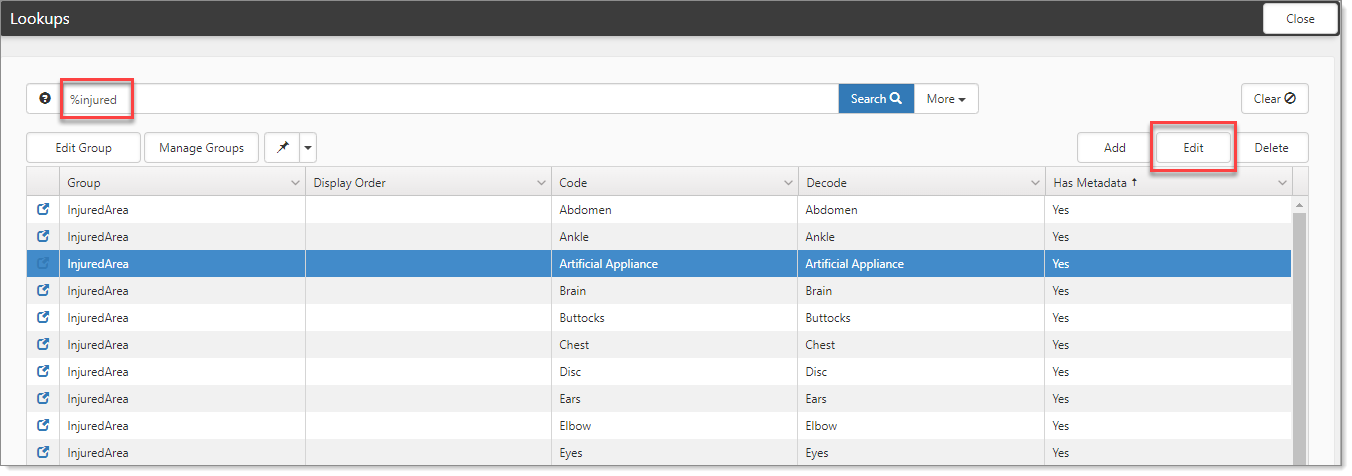 Lookups Close
%injured Search More Clear
Edit Group Manage Groups Add Edit Delete
Group Display Order Code Decode Has Metadata
InjuredArea Abdomen Abdomen Yes
InjuredArea Ankle Ankle Yes
InjuredArea Artificial Appliance Artificial Appliance Yes
InjuredArea Brain Brain Yes
InjuredArea Buttocks Buttocks Yes
InjuredArea Chest Chest Yes
InjuredArea Disc Disc Yes
InjuredArea Ears Ears Yes
InjuredArea Elbow Elbow Yes
InjuredArea Eyes Eyes Yes